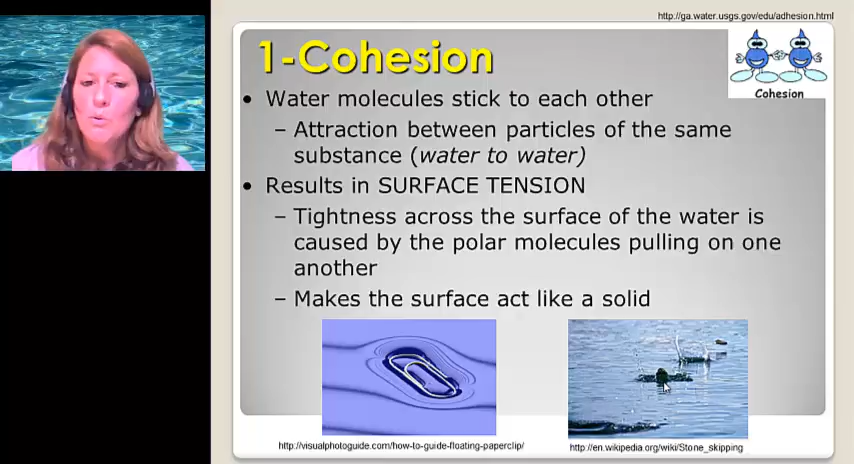 http://ga.water.usgs.gov/edu/adhesion.html
1-Cohesion
Cohesion
• Water molecules stick to each other
– Attraction between particles of the same
substance (water to water)
• Results in SURFACE TENSION
– Tightness across the surface of the water is
caused by the polar molecules pulling on one
another
– Makes the surface act like a solid
http://visualphotoguide.com/how-to-guide-floating-paperclip/
http://en.wikipedia.org/wiki/Stone_skipping